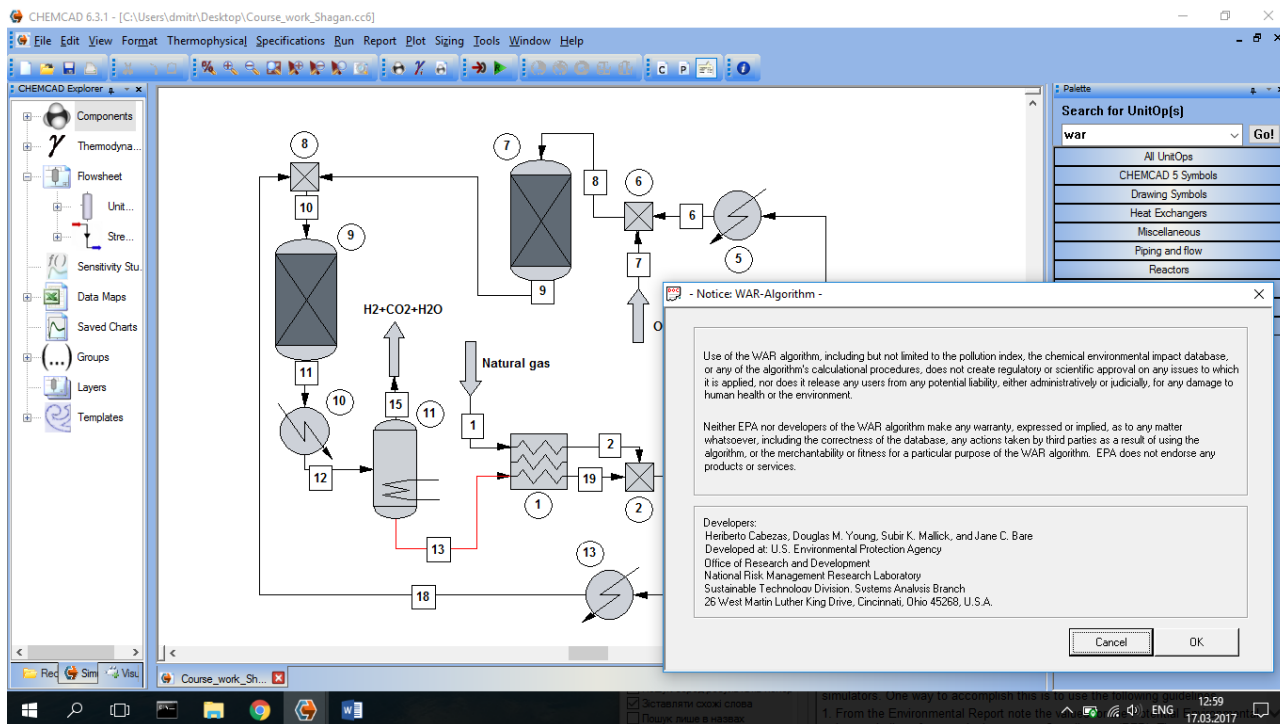 CHEMCAD 6.3.1 - [C:\Users\dmitr\Desktop\Course_work_Shagan.cc6]
File Edit View Format Thermophysical Specifications Run Report Plot Sizing Tools Window Help
C P
CHEMCAD Explorer
Components
Thermodyna...
Flowsheet
Unit...
Stre...
Sensitivity Stu.
Data Maps
Saved Charts
Groups
Layers
Templates
Rec Sim Visu
8
10
9
11
10
12
H2+CO2+H2O
15
11
13
Natural gas
1
1
2
19
2
7
8
9
6
6
5
7
O
13
18
Course_work_Sh...
Palette
Search for UnitOp(s)
war Go!
All UnitOps
CHEMCAD 5 Symbols
Drawing Symbols
Heat Exchangers
Miscellaneous
Piping and flow
Reactors
- Notice: WAR-Algorithm -
Use of the WAR algorithm, including but not limited to the pollution index, the chemical environmental impact database,
or any of the algorithm's calculational procedures, does not create regulatory or scientific approval on any issues to which
it is applied, nor does it release any users from any potential liability, either administratively or judicially, for any damage to
human health or the environment.
Neither EPA nor developers of the WAR algorithm make any warranty, expressed or implied, as to any matter
whatsoever, including the correctness of the database, any actions taken by third parties as a result of using the
algorithm, or the merchantability or fitness for a particular purpose of the WAR algorithm. EPA does not endorse any
products or services.
Developers:
Heriberto Cabezas, Douglas M. Young, Subir K. Mallick, and Jane C. Bare
Developed at: U.S. Environmental Protection Agency
Office of Research and Development
National Risk Management Research Laboratory
Sustainable Technology Division, Systems Analysis Branch
26 West Martin Luther King Drive, Cincinnati, Ohio 45268, U.S.A.
Cancel OK
Зіставляти схожі слова
Пошук лише в назвах
simulators. One way to accomplish this is to use the following guideli
1. From the Environmental Report note the
ENG
12:59
17.03.2017